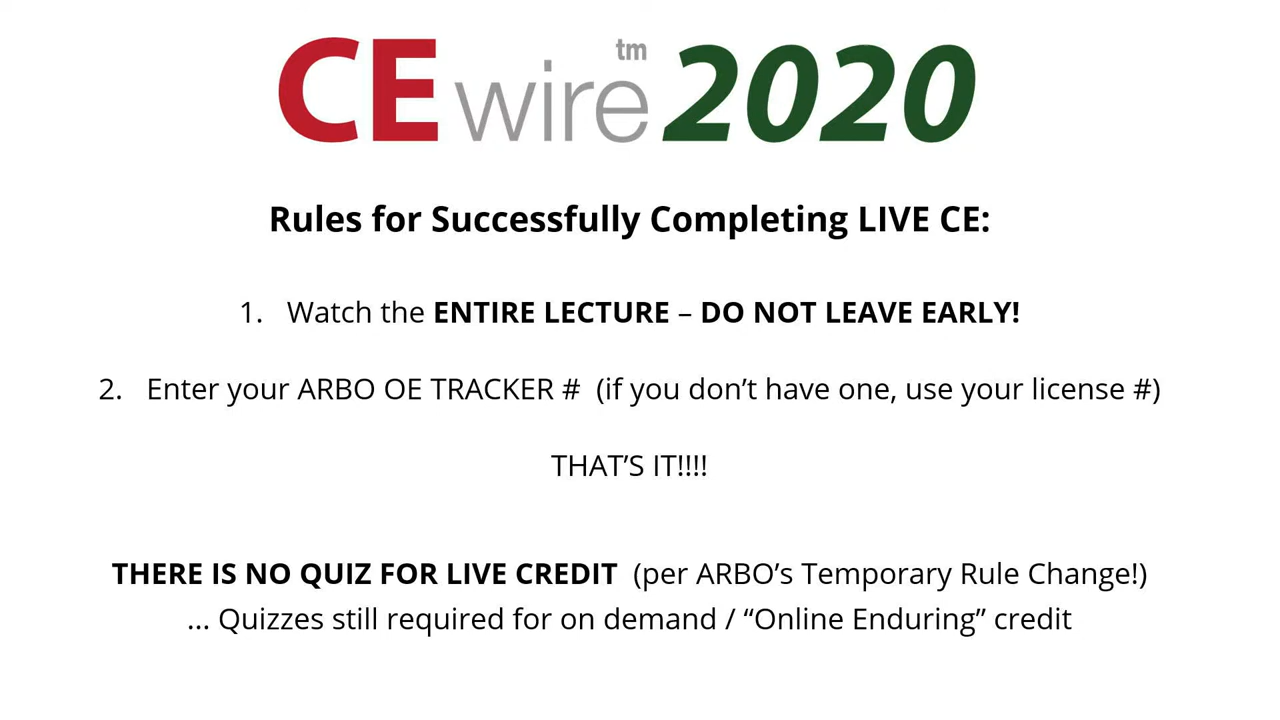 CE wire™ 2020
Rules for Successfully Completing LIVE CE:
1. Watch the ENTIRE LECTURE – DO NOT LEAVE EARLY!
2. Enter your ARBO OE TRACKER # (if you don’t have one, use your license #)
THAT’S IT!!!!
THERE IS NO QUIZ FOR LIVE CREDIT (per ARBO’s Temporary Rule Change!)
... Quizzes still required for on demand / “Online Enduring” credit